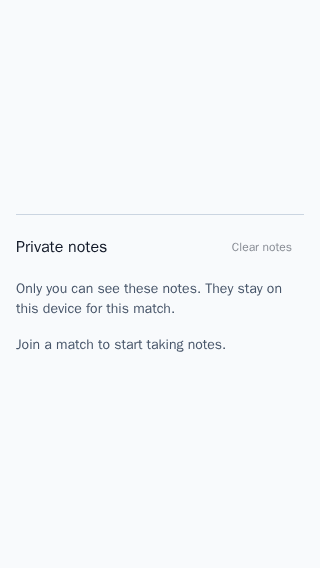 Private notes
Clear notes
Only you can see these notes. They stay on
this device for this match.
Join a match to start taking notes.